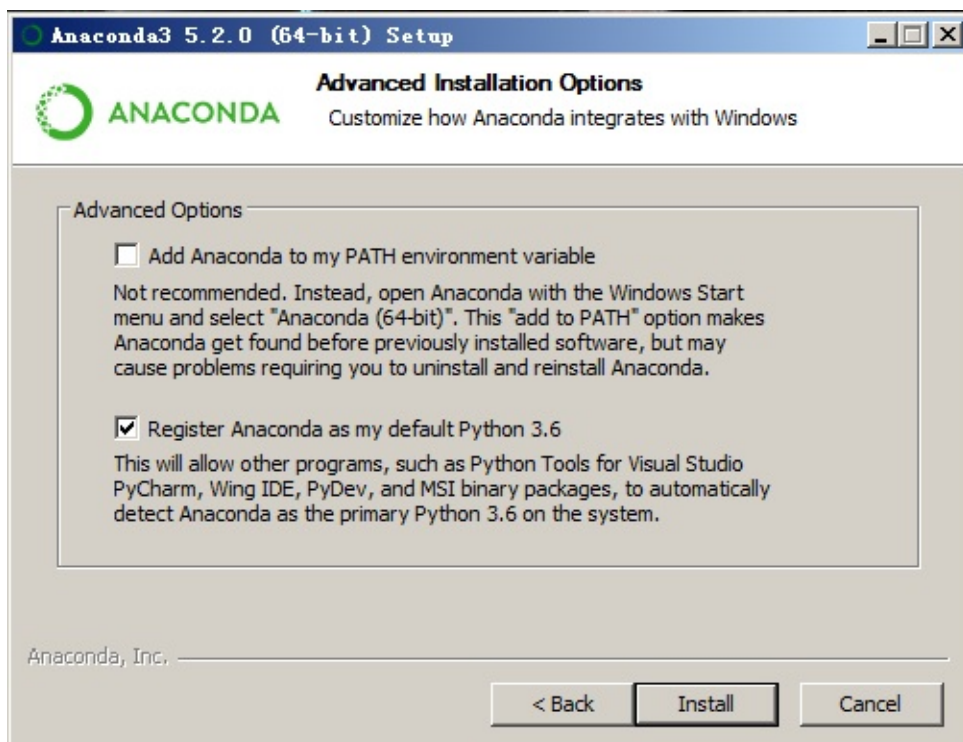 Anaconda3 5.2.0 (64-bit) Setup
ANACONDA
Advanced Installation Options
Customize how Anaconda integrates with Windows
Advanced Options
Add Anaconda to my PATH environment variable
Not recommended. Instead, open Anaconda with the Windows Start
menu and select "Anaconda (64-bit)". This "add to PATH" option makes
Anaconda get found before previously installed software, but may
cause problems requiring you to uninstall and reinstall Anaconda.
Register Anaconda as my default Python 3.6
This will allow other programs, such as Python Tools for Visual Studio
PyCharm, Wing IDE, PyDev, and MSI binary packages, to automatically
detect Anaconda as the primary Python 3.6 on the system.
Anaconda, Inc.
< Back
Install
Cancel